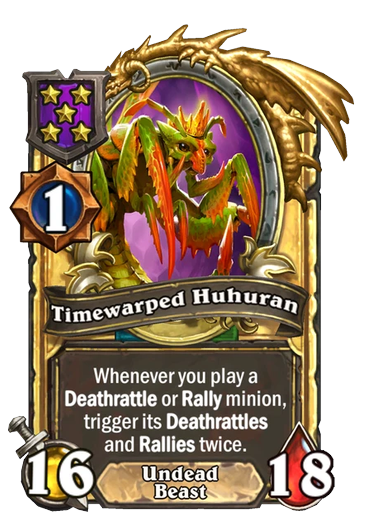 1
Timewarped Huhuran
Whenever you play a
Deathrattle or Rally minion,
trigger its Deathrattles
and Rallies twice.
16
Undead
Beast
18